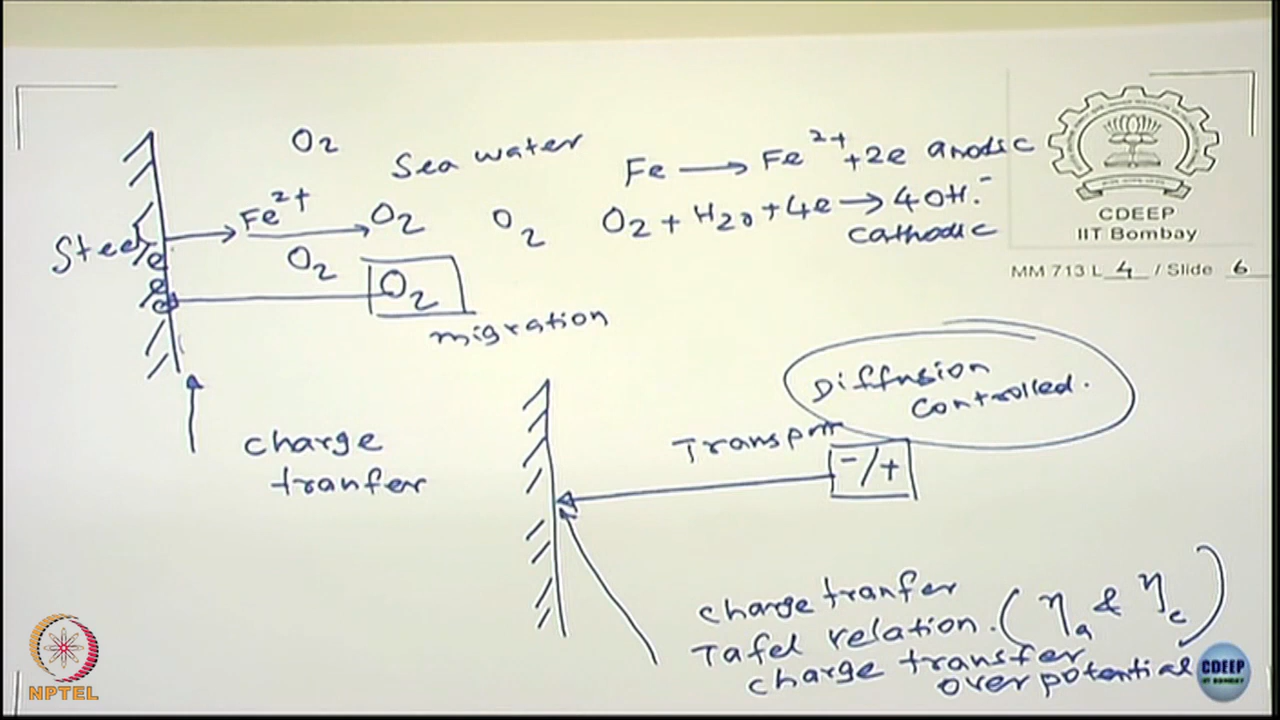 O2
Sea water
Fe → Fe2+ + 2e anodic
Fe2+
O2
O2
O2 + H2O + 4e → 4OH.-
cathodic
Steel
e
e
e
O2
O2
migration
CDEEP
IIT Bombay
MM 713 L 4 / Slide 6
Diffusion
controlled.
charge
tranfer
Transport
-/+
charge tranfer
Tafel relation. (ηa & ηc)
charge transfer
over potential
NPTEL
CDEEP
IIT BOMBAY